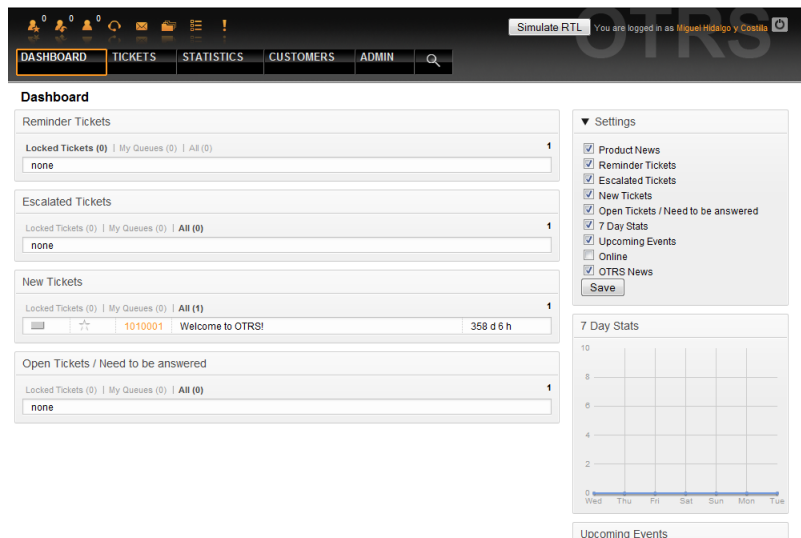 0 0 0
OTRS
Simulate RTL You are logged in as Miguel Hidalgo y Costilla
DASHBOARD TICKETS STATISTICS CUSTOMERS ADMIN
Dashboard
Reminder Tickets
Locked Tickets (0) | My Queues (0) | All (0) 1
none
Escalated Tickets
Locked Tickets (0) | My Queues (0) | All (0) 1
none
New Tickets
Locked Tickets (0) | My Queues (0) | All (1) 1
1010001 Welcome to OTRS! 358 d 6 h
Open Tickets / Need to be answered
Locked Tickets (0) | My Queues (0) | All (0) 1
none
▼ Settings
Product News
Reminder Tickets
Escalated Tickets
New Tickets
Open Tickets / Need to be answered
7 Day Stats
Upcoming Events
Online
OTRS News
Save
7 Day Stats
10
8
6
4
2
0
Wed Thu Fri Sat Sun Mon Tue
Upcoming Events